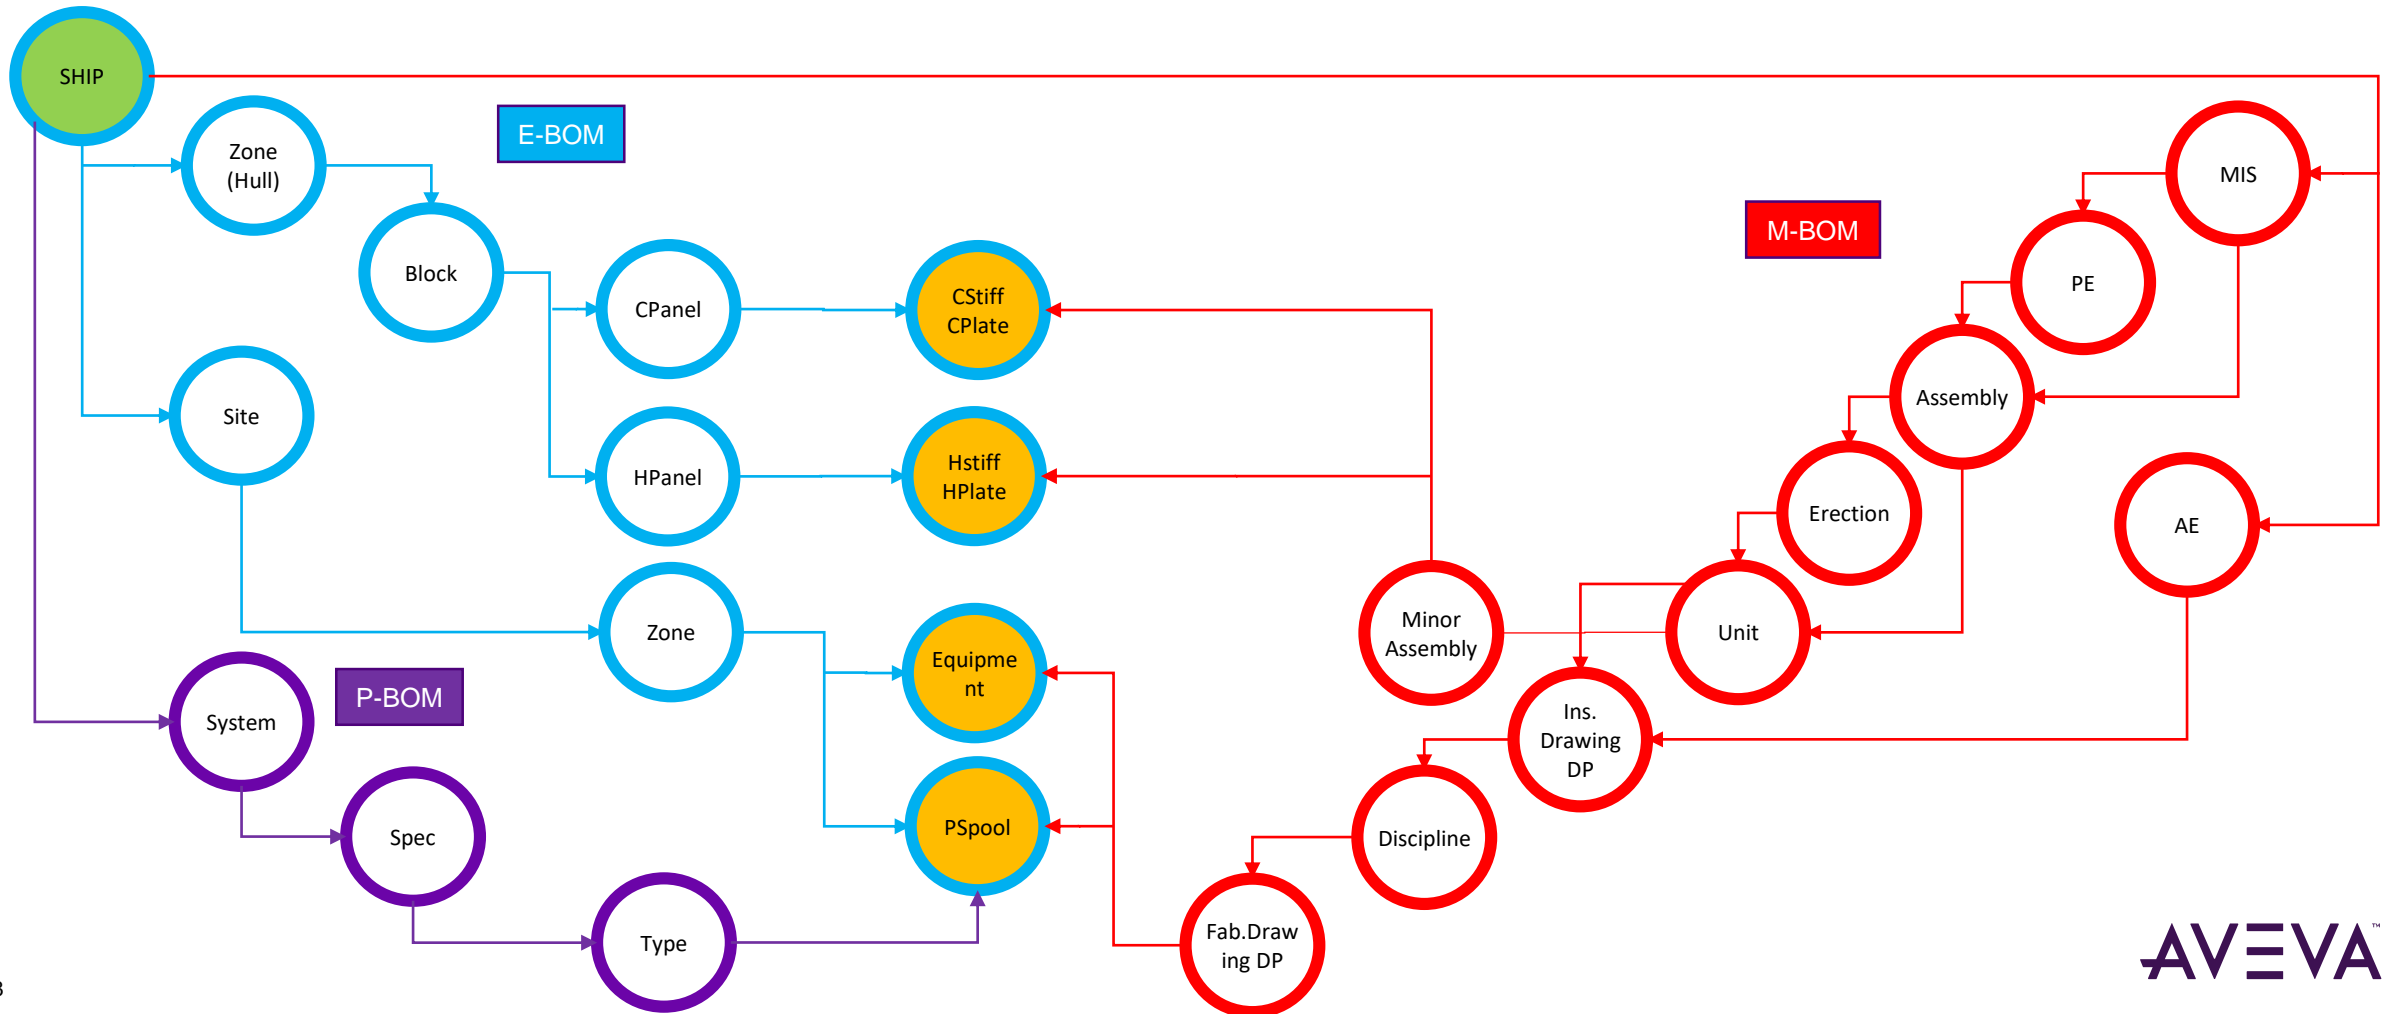 SHIP
Zone
(Hull)
E-BOM
MIS
M-BOM
Block
CPanel
CStiff
CPlate
PE
Site
Assembly
HPanel
Hstiff
HPlate
Erection
AE
Zone
Equipme
nt
Minor
Assembly
Unit
System
P-BOM
Ins.
Drawing
DP
Spec
PSpool
Discipline
Type
Fab.Draw
ing DP
AVEVA™